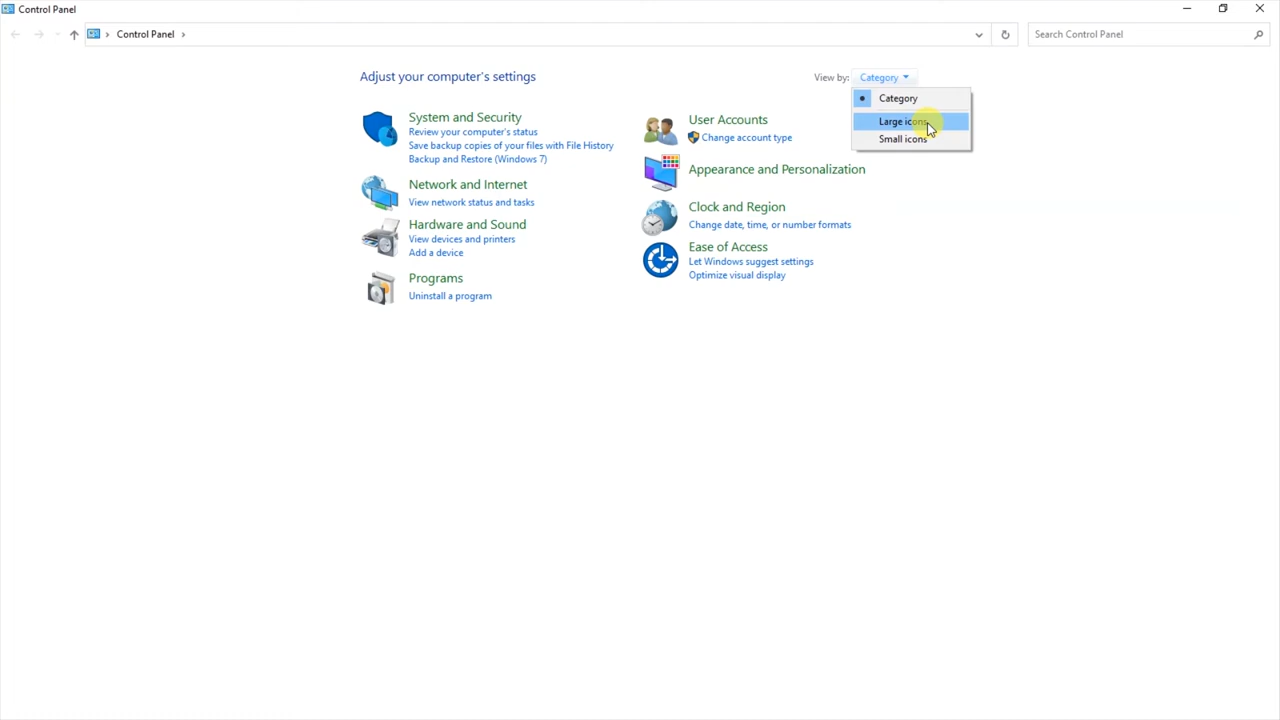 Control Panel
Control Panel
Search Control Panel
Adjust your computer's settings
View by:
Category
Category
Large icons
Small icons
System and Security
Review your computer's status
Save backup copies of your files with File History
Backup and Restore (Windows 7)
Network and Internet
View network status and tasks
Hardware and Sound
View devices and printers
Add a device
Programs
Uninstall a program
User Accounts
Change account type
Appearance and Personalization
Clock and Region
Change date, time, or number formats
Ease of Access
Let Windows suggest settings
Optimize visual display